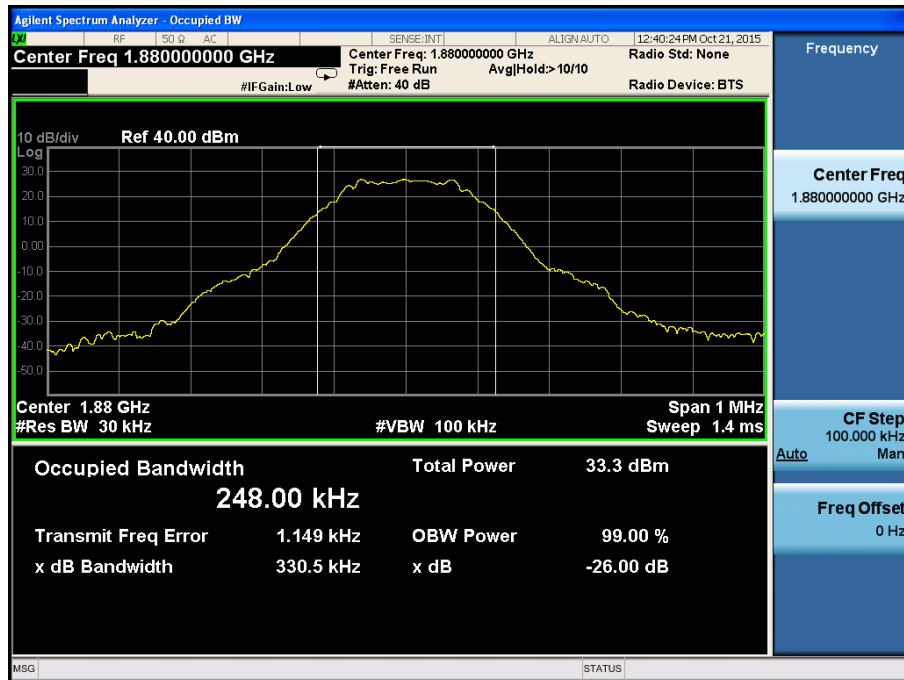 Agilent Spectrum Analyzer - Occupied BW
LXI RF 50 Ω AC SENSE:INT ALIGN AUTO 12:40:24 PM Oct 21, 2015
Center Freq 1.880000000 GHz
Center Freq: 1.880000000 GHz
Radio Std: None
Trig: Free Run Avg|Hold:>10/10
#IFGain:Low #Atten: 40 dB Radio Device: BTS
10 dB/div Ref 40.00 dBm
Log
30.0
20.0
10.0
0.00
-10.0
-20.0
-30.0
-40.0
-50.0
Center 1.88 GHz Span 1 MHz
#Res BW 30 kHz #VBW 100 kHz Sweep 1.4 ms
Occupied Bandwidth Total Power 33.3 dBm
248.00 kHz
Transmit Freq Error 1.149 kHz OBW Power 99.00 %
x dB Bandwidth 330.5 kHz x dB -26.00 dB
MSG STATUS
Frequency
Center Freq
1.880000000 GHz
CF Step
100.000 kHz
Auto Man
Freq Offset
0 Hz